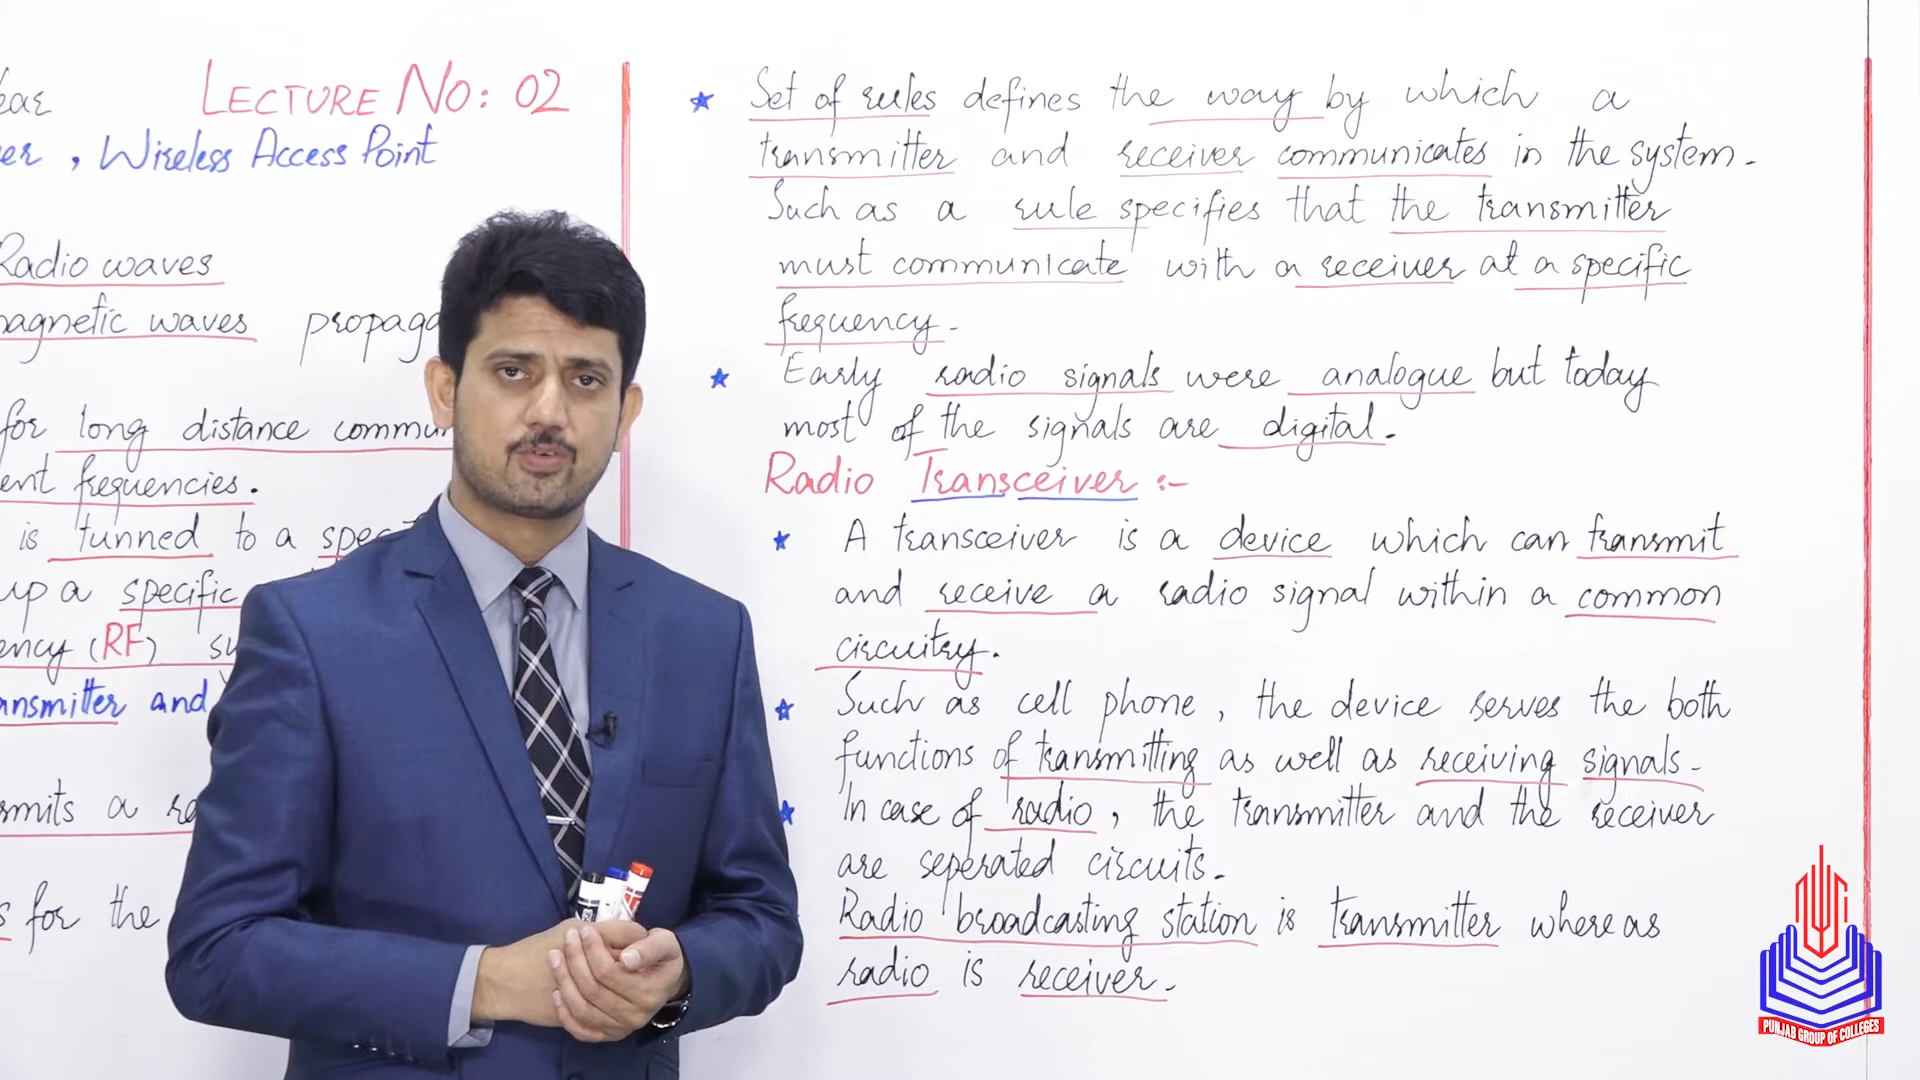 LECTURE NO: 02
, Wireless Access Point
Radio waves
magnetic waves propaga
for long distance commun
ent frequencies.
is tunned to a spec
up a specific
ency (RF) su
ansmitter and
smits a ra
s for the
Set of rules defines the way by which a
transmitter and receiver communicates in the system.
Such as a rule specifies that the transmitter
must communicate with a receiver at a specific
frequency.
Early radio signals were analogue but today
most of the signals are digital.
Radio Transceiver :-
A transceiver is a device which can transmit
and receive a radio signal within a common
circuitry.
Such as cell phone, the device serves the both
functions of transmitting as well as receiving signals.
In case of radio, the transmitter and the receiver
are seperated circuits.
Radio broadcasting station is transmitter where as
radio is receiver.
PUNJAB GROUP OF COLLEGES